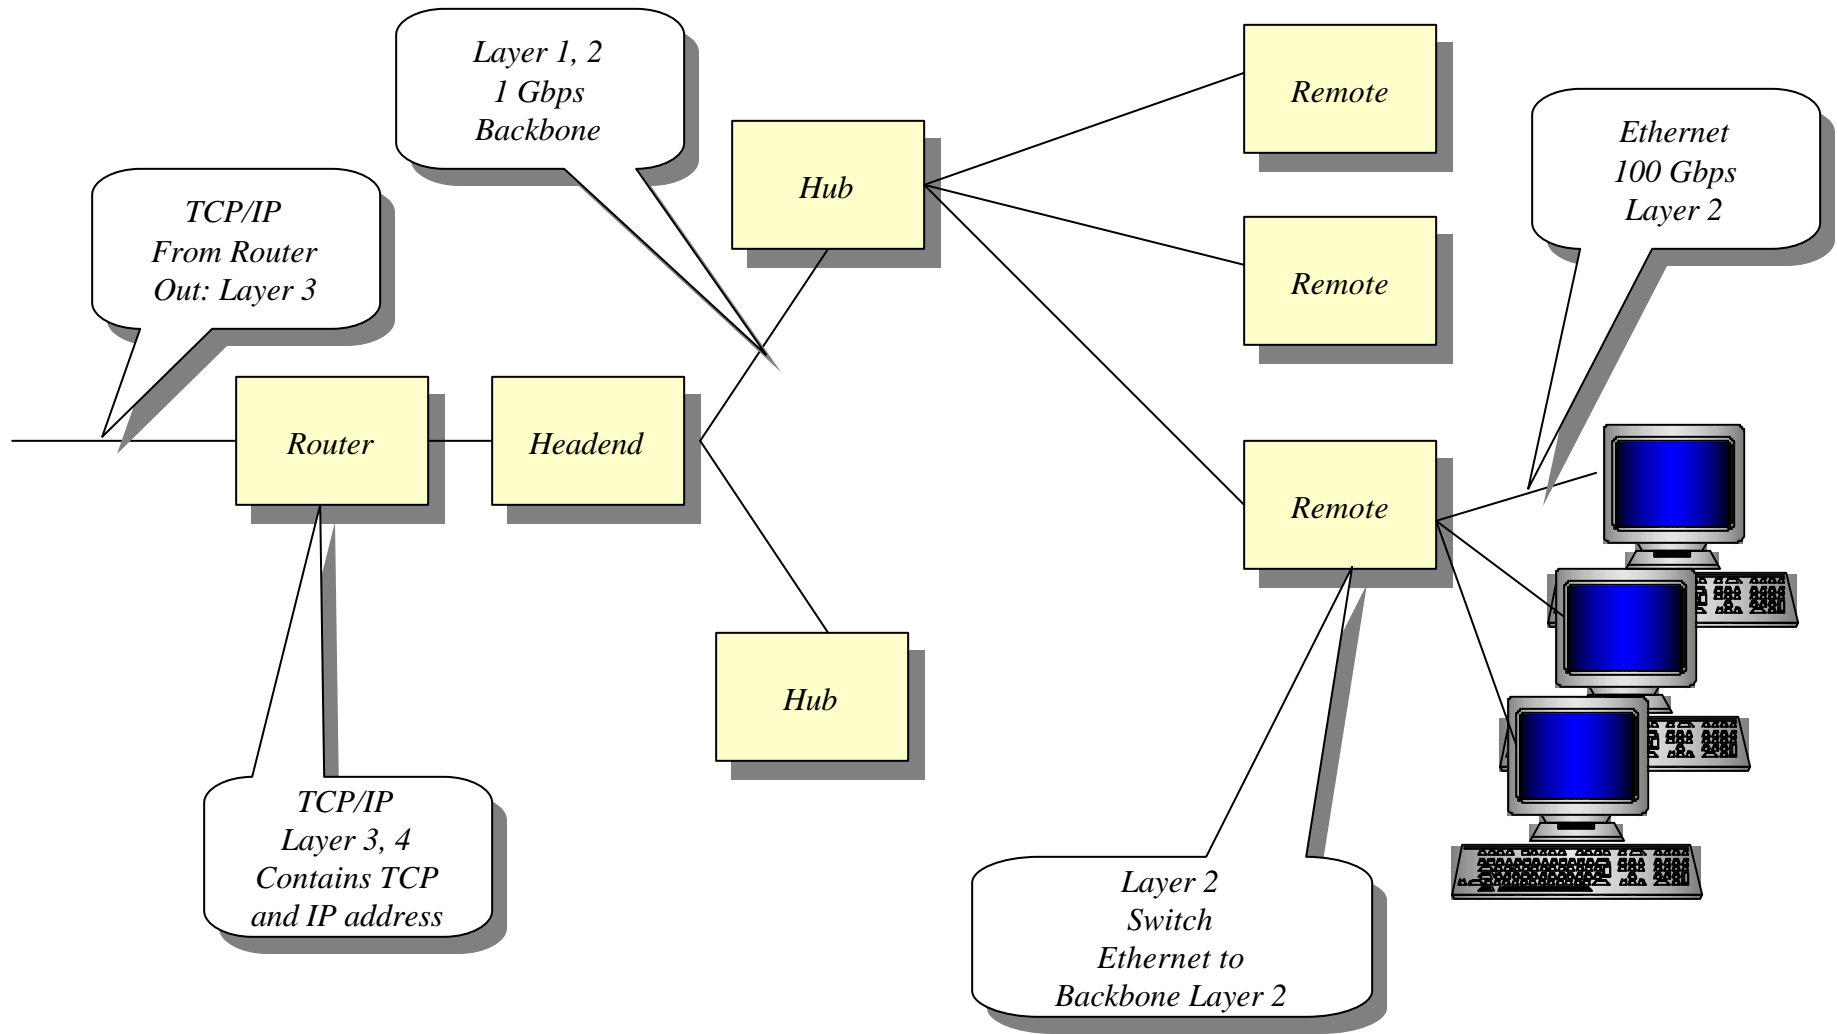 Layer 1, 2
1 Gbps
Backbone
Remote
Ethernet
100 Gbps
Layer 2
Hub
TCP/IP
From Router
Out: Layer 3
Remote
Router
Headend
Remote
Hub
TCP/IP
Layer 3, 4
Contains TCP
and IP address
Layer 2
Switch
Ethernet to
Backbone Layer 2